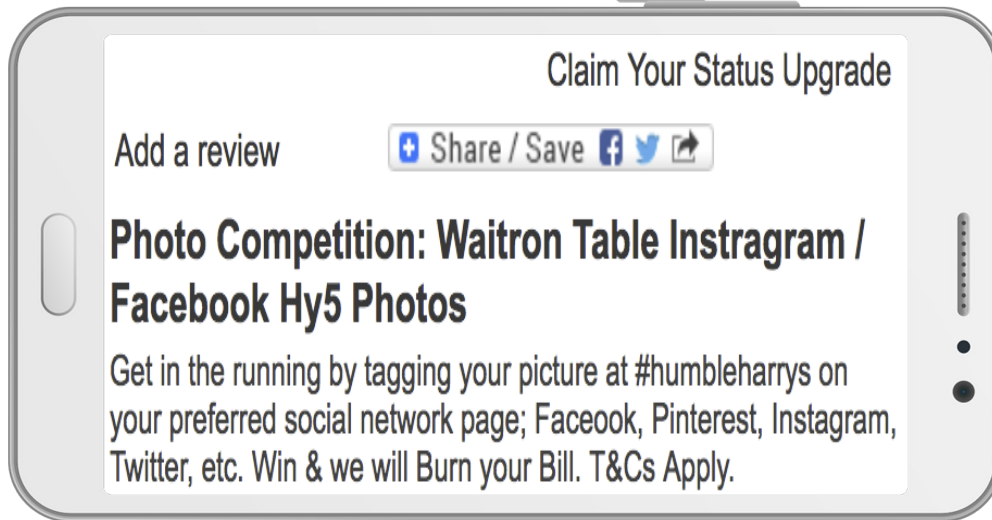 Claim Your Status Upgrade
Add a review
Share / Save
Photo Competition: Waitron Table Instragram /
Facebook Hy5 Photos
Get in the running by tagging your picture at #humbleharrys on
your preferred social network page; Faceook, Pinterest, Instagram,
Twitter, etc. Win & we will Burn your Bill. T&Cs Apply.